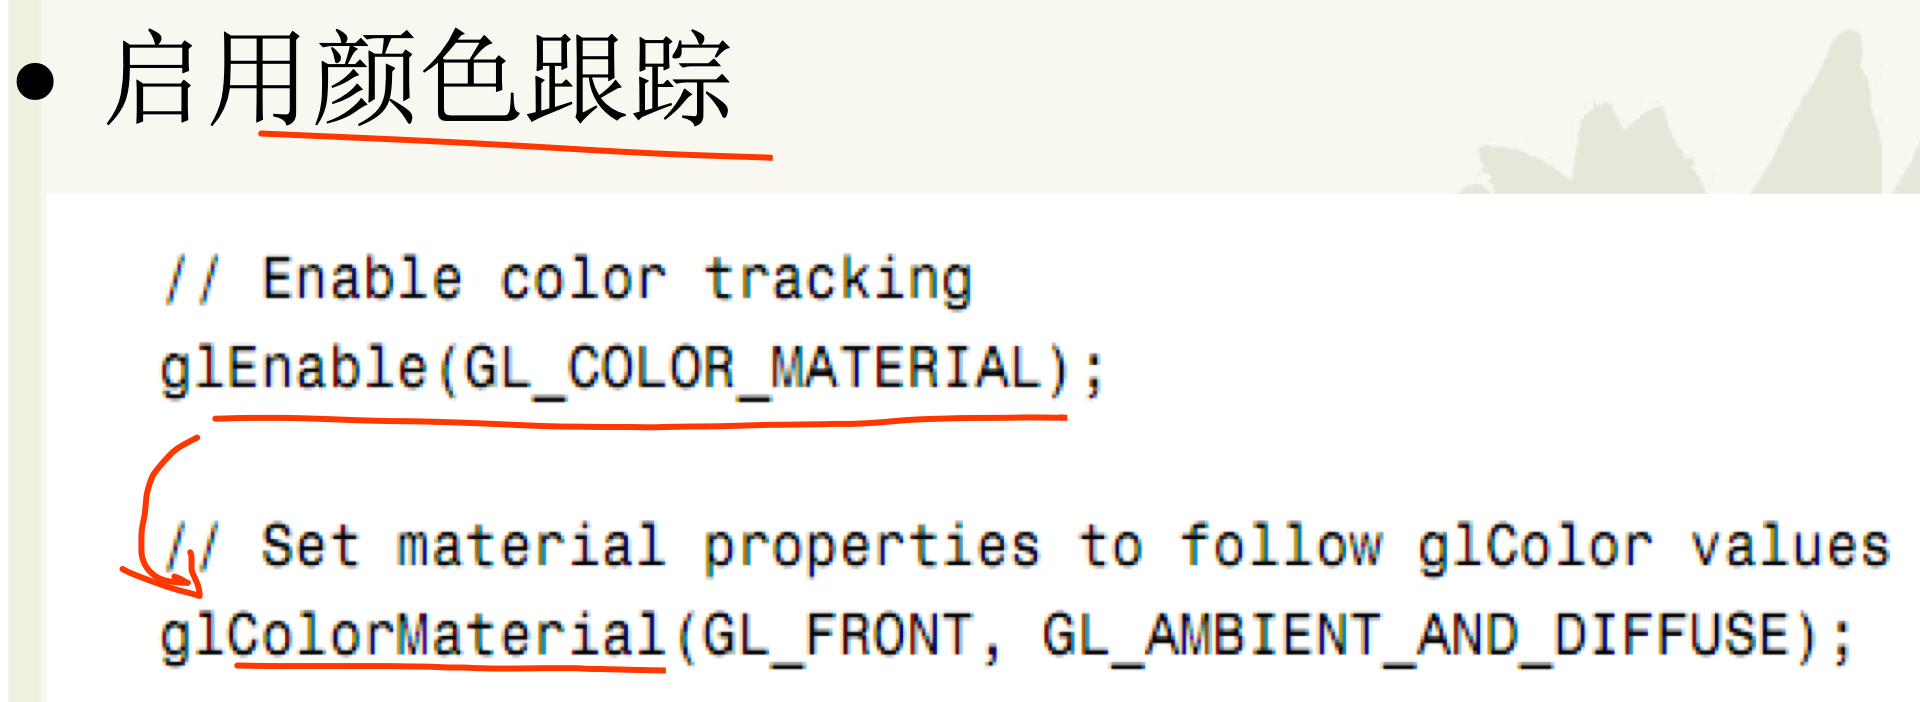 • 启用颜色跟踪
// Enable color tracking
glEnable(GL_COLOR_MATERIAL);
// Set material properties to follow glColor values
glColorMaterial(GL_FRONT, GL_AMBIENT_AND_DIFFUSE);